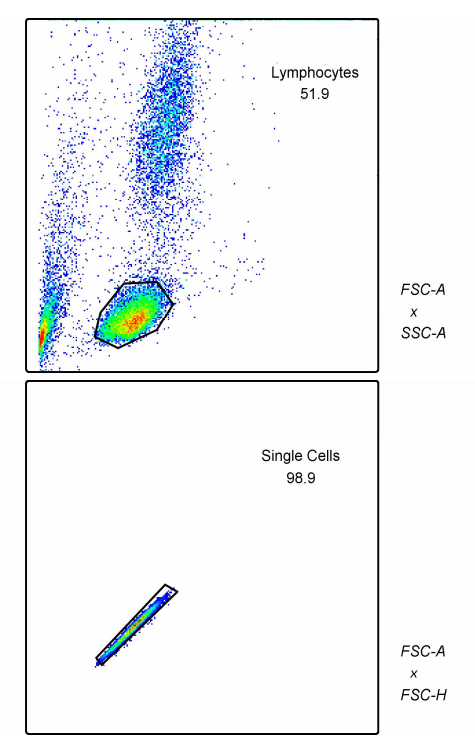 Lymphocytes
51.9
FSC-A
x
SSC-A
Single Cells
98.9
FSC-A
x
FSC-H